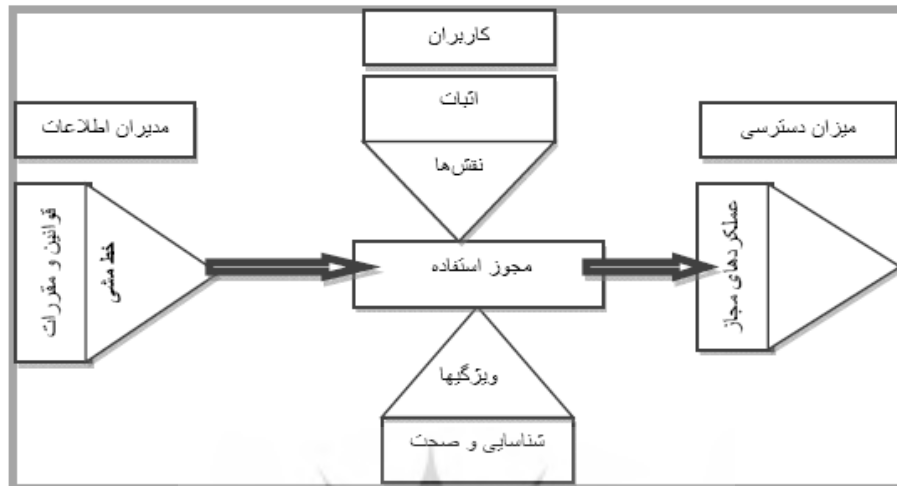 کاربران
اثبات
نقش‌ها
میزان دسترسی
مدیران اطلاعات
عملکردهای مجاز
مجوز استفاده
خط مشی
قوانین و مقررات
ویژگیها
شناسایی و صحت